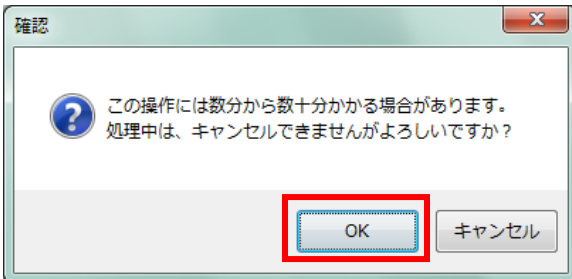 確認
この操作には数分から数十分かかる場合があります。
処理中は、キャンセルできませんがよろしいですか？
OK
キャンセル